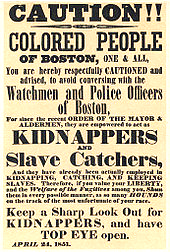 CAUTION!!
COLORED PEOPLE
OF BOSTON, ONE & ALL,
You are hereby respectfully CAUTIONED and
advised, to avoid conversing with the
Watchmen and Police Officers
of Boston,
For since the recent ORDER OF THE MAYOR &
ALDERMEN, they are empowered to act as
KIDNAPPERS
AND
Slave Catchers,
And they have already been actually employed in
KIDNAPPING, CATCHING, AND KEEPING
SLAVES. Therefore, if you value your LIBERTY,
and the Welfare of the Fugitives among you, Shun
them in every possible manner, as so many HOUNDS
on the track of the most unfortunate of your race.
Keep a Sharp Look Out for
KIDNAPPERS, and have
TOP EYE open.
APRIL 24, 1851.